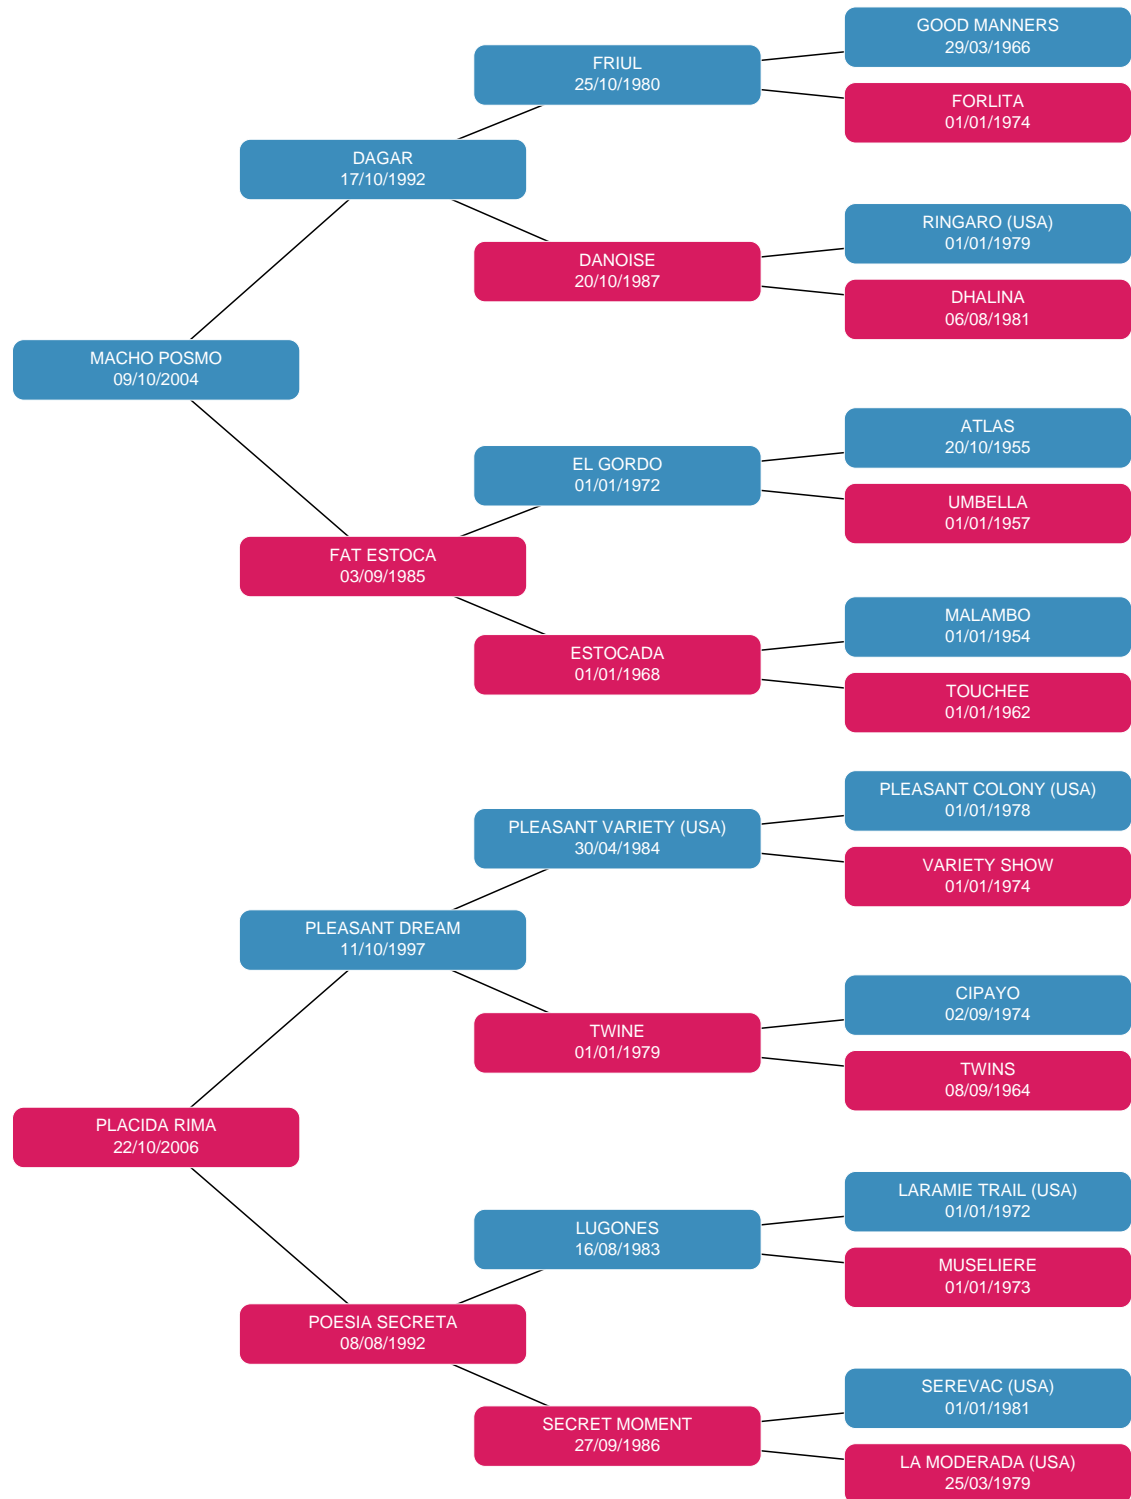 GOOD MANNERS
29/03/1966
FRIUL
25/10/1980
FORLITA
01/01/1974
DAGAR
17/10/1992
RINGARO (USA)
01/01/1979
DANOISE
20/10/1987
DHALINA
06/08/1981
MACHO POSMO
09/10/2004
ATLAS
20/10/1955
EL GORDO
01/01/1972
UMBELLA
01/01/1957
FAT ESTOCA
03/09/1985
MALAMBO
01/01/1954
ESTOCADA
01/01/1968
TOUCHEE
01/01/1962
PLEASANT COLONY (USA)
01/01/1978
PLEASANT VARIETY (USA)
30/04/1984
VARIETY SHOW
01/01/1974
PLEASANT DREAM
11/10/1997
CIPAYO
02/09/1974
TWINE
01/01/1979
TWINS
08/09/1964
PLACIDA RIMA
22/10/2006
LARAMIE TRAIL (USA)
01/01/1972
LUGONES
16/08/1983
MUSELIERE
01/01/1973
POESIA SECRETA
08/08/1992
SEREVAC (USA)
01/01/1981
SECRET MOMENT
27/09/1986
LA MODERADA (USA)
25/03/1979